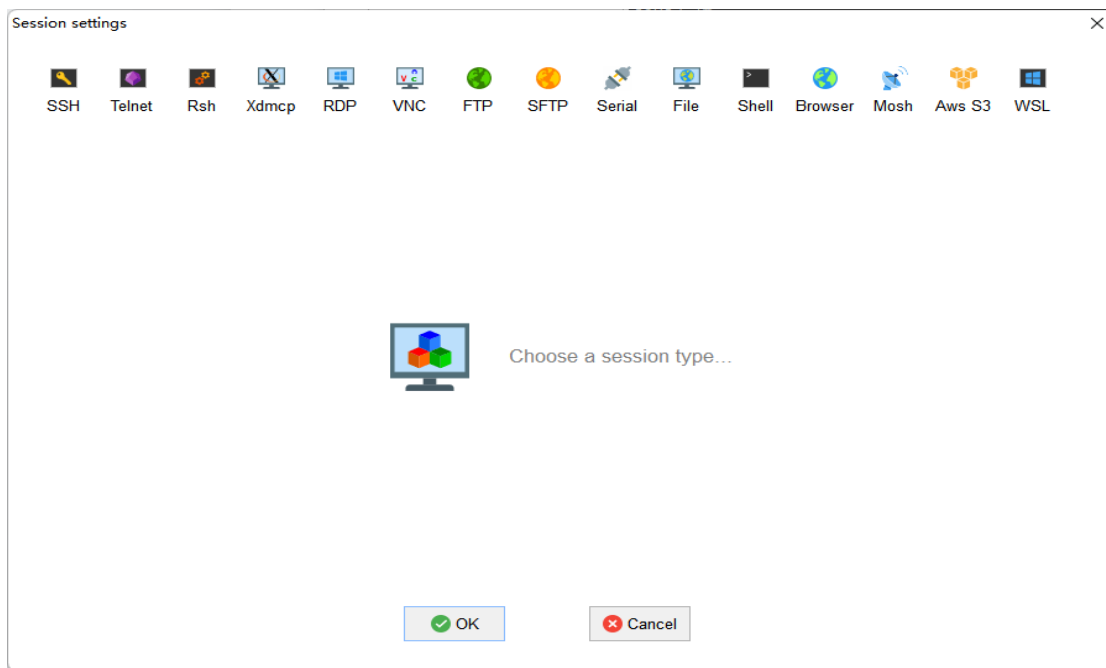 Session settings
SSH Telnet Rsh Xdmcp RDP VNC FTP SFTP Serial File Shell Browser Mosh Aws S3 WSL
Choose a session type...
OK Cancel